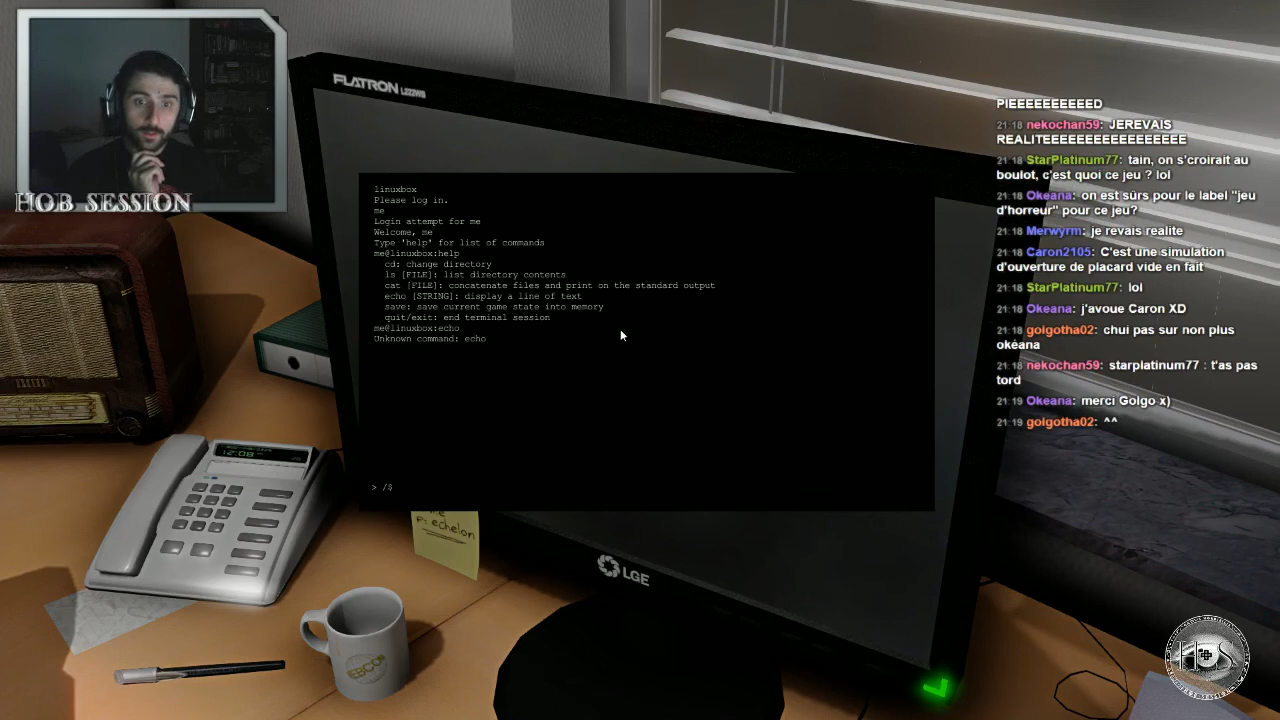 HOB SESSION
FLATRON L222WS
linuxbox
Please log in.
me
Login attempt for me
Welcome, me
Type 'help' for list of commands
me@linuxbox:help
cd: change directory
ls [FILE]: list directory contents
cat [FILE]: concatenate files and print on the standard output
echo [STRING]: display a line of text
save: save current game state into memory
quit/exit: end terminal session
me@linuxbox:echo
Unknown command: echo
> /$
P: echelon
LGE
12:08
PIEEEEEEEEED
21:18 nekochan59: JEREVAIS
REALITEEEEEEEEEEEEEEEEE
21:18 StarPlatinum77: tain, on s'croirait au
boulot, c'est quoi ce jeu ? lol
21:18 Okeana: on est sûrs pour le label "jeu
d'horreur" pour ce jeu?
21:18 Merwyrm: je revais realite
21:18 Caron2105: C'est une simulation
d'ouverture de placard vide en fait
21:18 StarPlatinum77: lol
21:18 Okeana: j'avoue Caron XD
21:18 golgotha02: chui pas sur non plus
okéana
21:18 nekochan59: starplatinum77 : t'as pas
tord
21:19 Okeana: merci Golgo x)
21:19 golgotha02: ^^